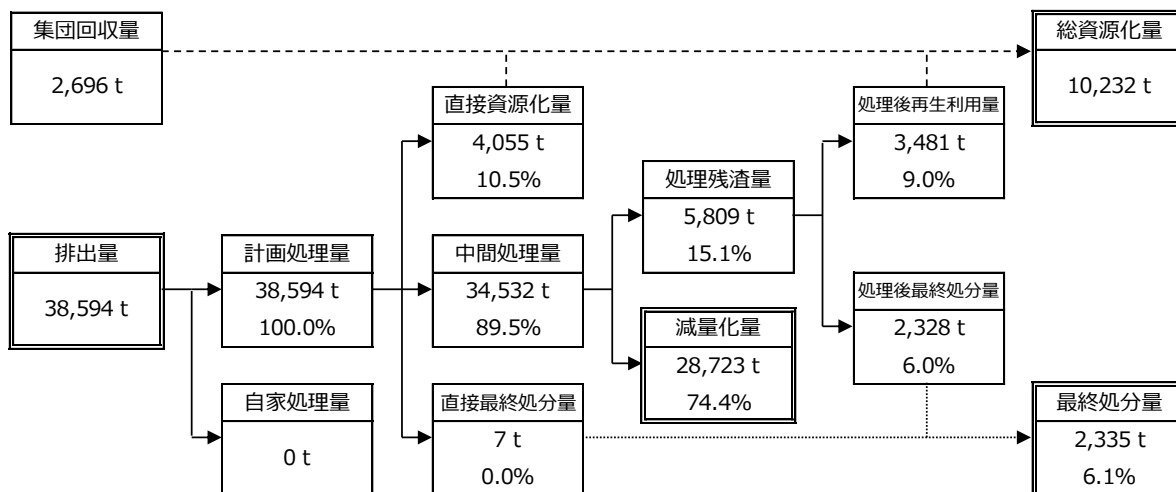 集団回収量
2,696 t
総資源化量
10,232 t
直接資源化量
4,055 t
10.5%
処理後再生利用量
3,481 t
9.0%
処理残渣量
5,809 t
15.1%
排出量
38,594 t
計画処理量
38,594 t
100.0%
中間処理量
34,532 t
89.5%
処理後最終処分量
2,328 t
6.0%
減量化量
28,723 t
74.4%
自家処理量
0 t
直接最終処分量
7 t
0.0%
最終処分量
2,335 t
6.1%